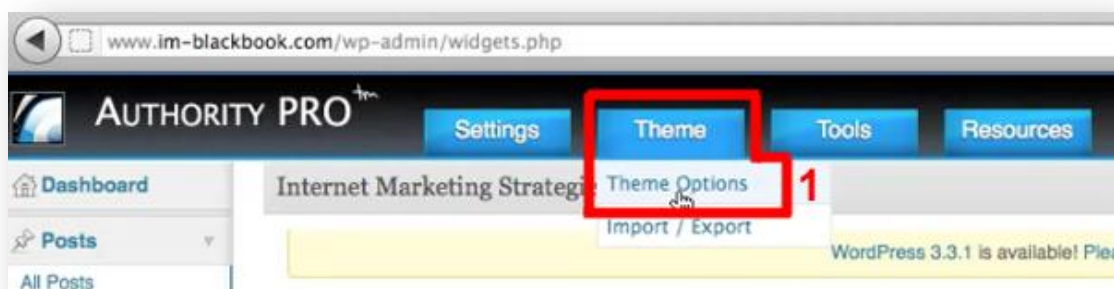 www.im-blackbook.com/wp-admin/widgets.php
AUTHORITY PRO tm
Settings Theme Tools Resources
Dashboard Internet Marketing Strategie Theme Options 1
Posts Import / Export
WordPress 3.3.1 is available! Plea
All Posts